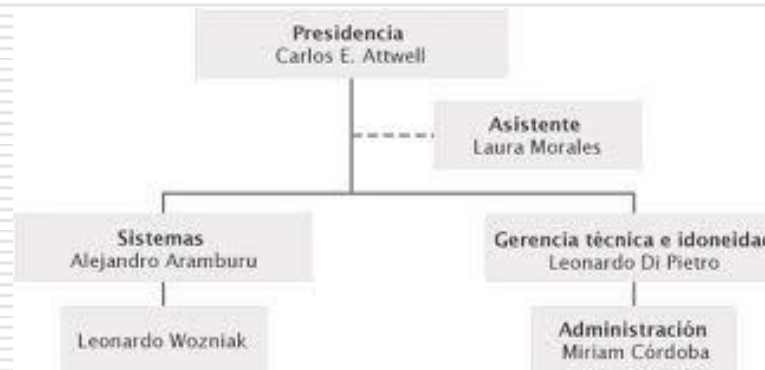 Presidencia
Carlos E. Attwell
Asistente
Laura Morales
Sistemas
Alejandro Aramburu
Gerencia técnica e idoneidad
Leonardo Di Pietro
Leonardo Wozniak
Administración
Miriam Córdoba